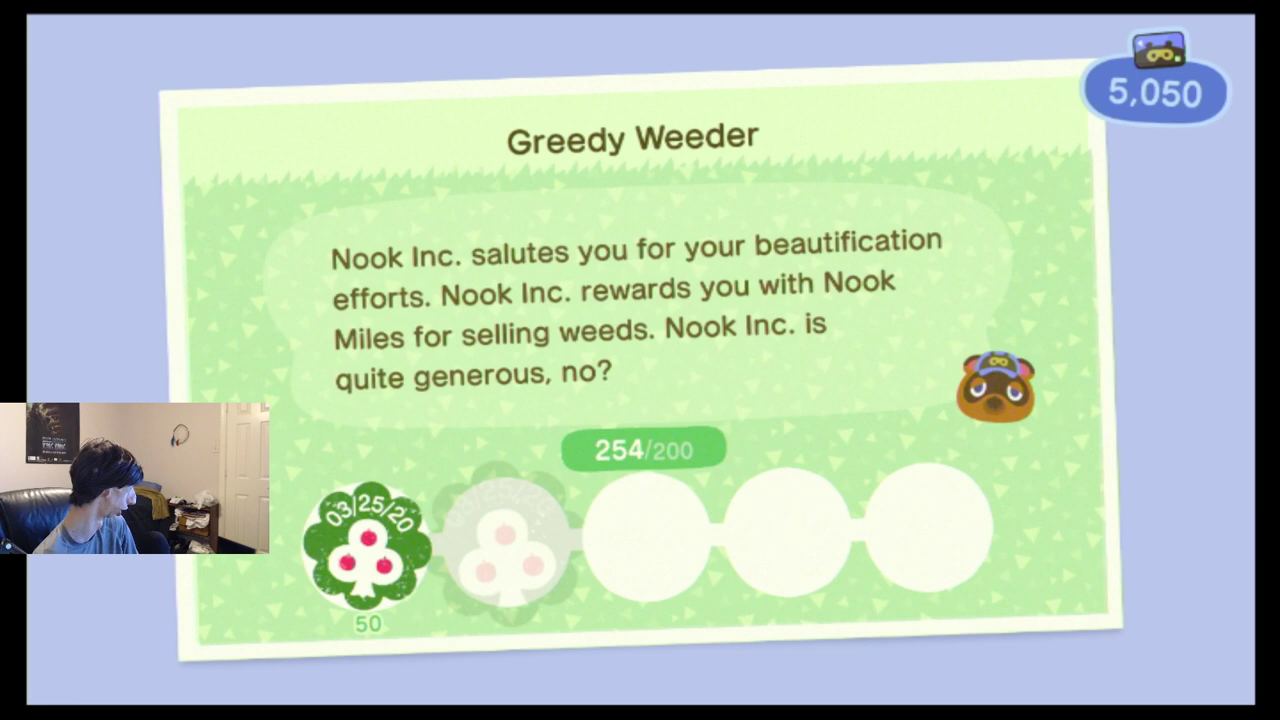 5,050
Greedy Weeder
Nook Inc. salutes you for your beautification
efforts. Nook Inc. rewards you with Nook
Miles for selling weeds. Nook Inc. is
quite generous, no?
254/200
03/25/20
50